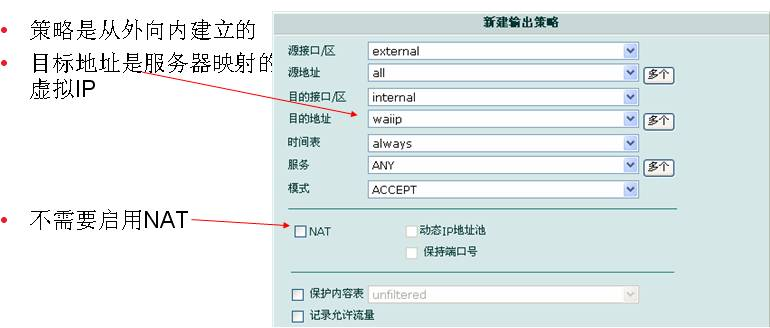 • 策略是从外向内建立的
• 目标地址是服务器映射的
虚拟IP
• 不需要启用NAT
新建输出策略
源接口/区 external
源地址 all 多个
目的接口/区 internal
目的地址 waiip 多个
时间表 always
服务 ANY 多个
模式 ACCEPT
NAT 动态IP地址池
保持端口号
保护内容表 unfiltered
记录允许流量